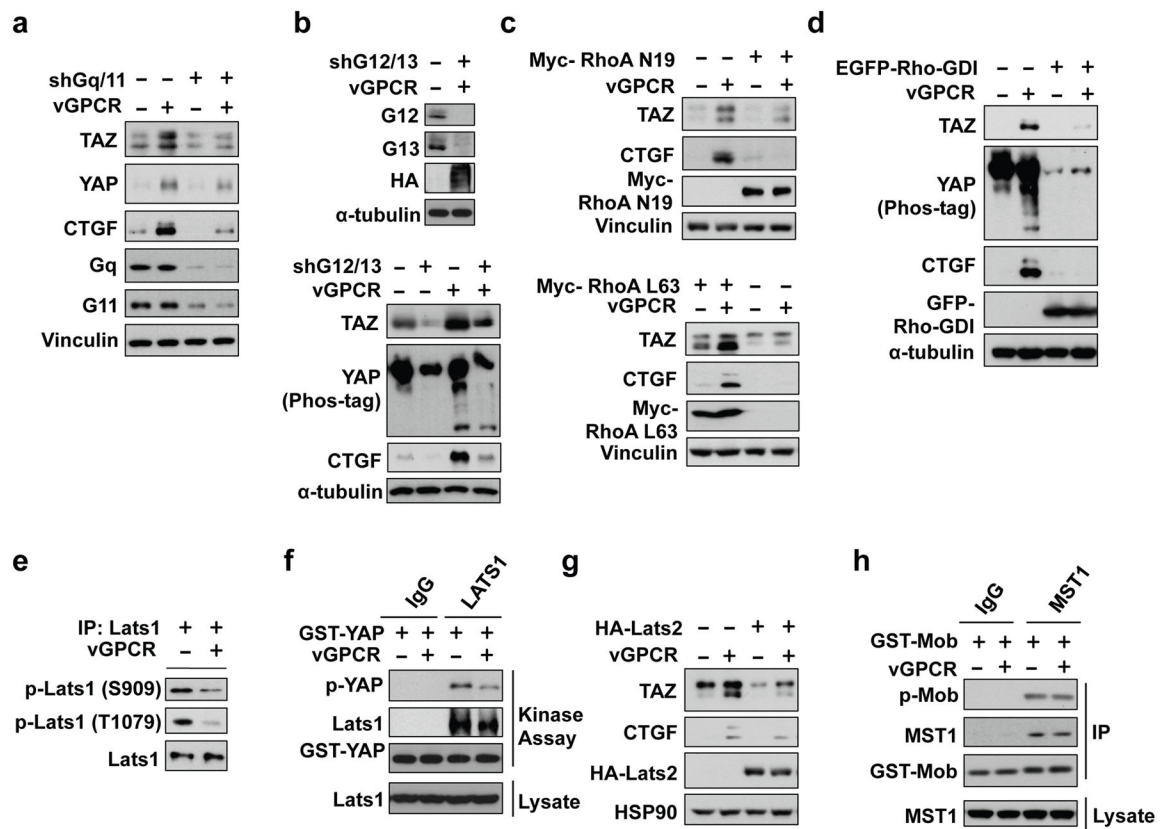 a
shGq/11 – – + +
vGPCR – + – +
TAZ
YAP
CTGF
Gq
G11
Vinculin
b
shG12/13 – +
vGPCR – +
G12
G13
HA
α-tubulin
shG12/13 – + – +
vGPCR – – + +
TAZ
YAP
(Phos-tag)
CTGF
α-tubulin
c
Myc- RhoA N19 – – + +
vGPCR – + – +
TAZ
CTGF
Myc-
RhoA N19
Vinculin
Myc- RhoA L63 + + – –
vGPCR – + – +
TAZ
CTGF
Myc-
RhoA L63
Vinculin
d
EGFP-Rho-GDI – – + +
vGPCR – + – +
TAZ
YAP
(Phos-tag)
CTGF
GFP-
Rho-GDI
α-tubulin
e
IP: Lats1 + +
vGPCR – +
p-Lats1 (S909)
p-Lats1 (T1079)
Lats1
f
IgG LATS1
GST-YAP + + + +
vGPCR – + – +
p-YAP
Lats1
GST-YAP
Kinase
Assay
Lats1
Lysate
g
HA-Lats2 – – + +
vGPCR – + – +
TAZ
CTGF
HA-Lats2
HSP90
h
IgG MST1
GST-Mob + + + +
vGPCR – + – +
p-Mob
MST1
GST-Mob
IP
MST1
Lysate